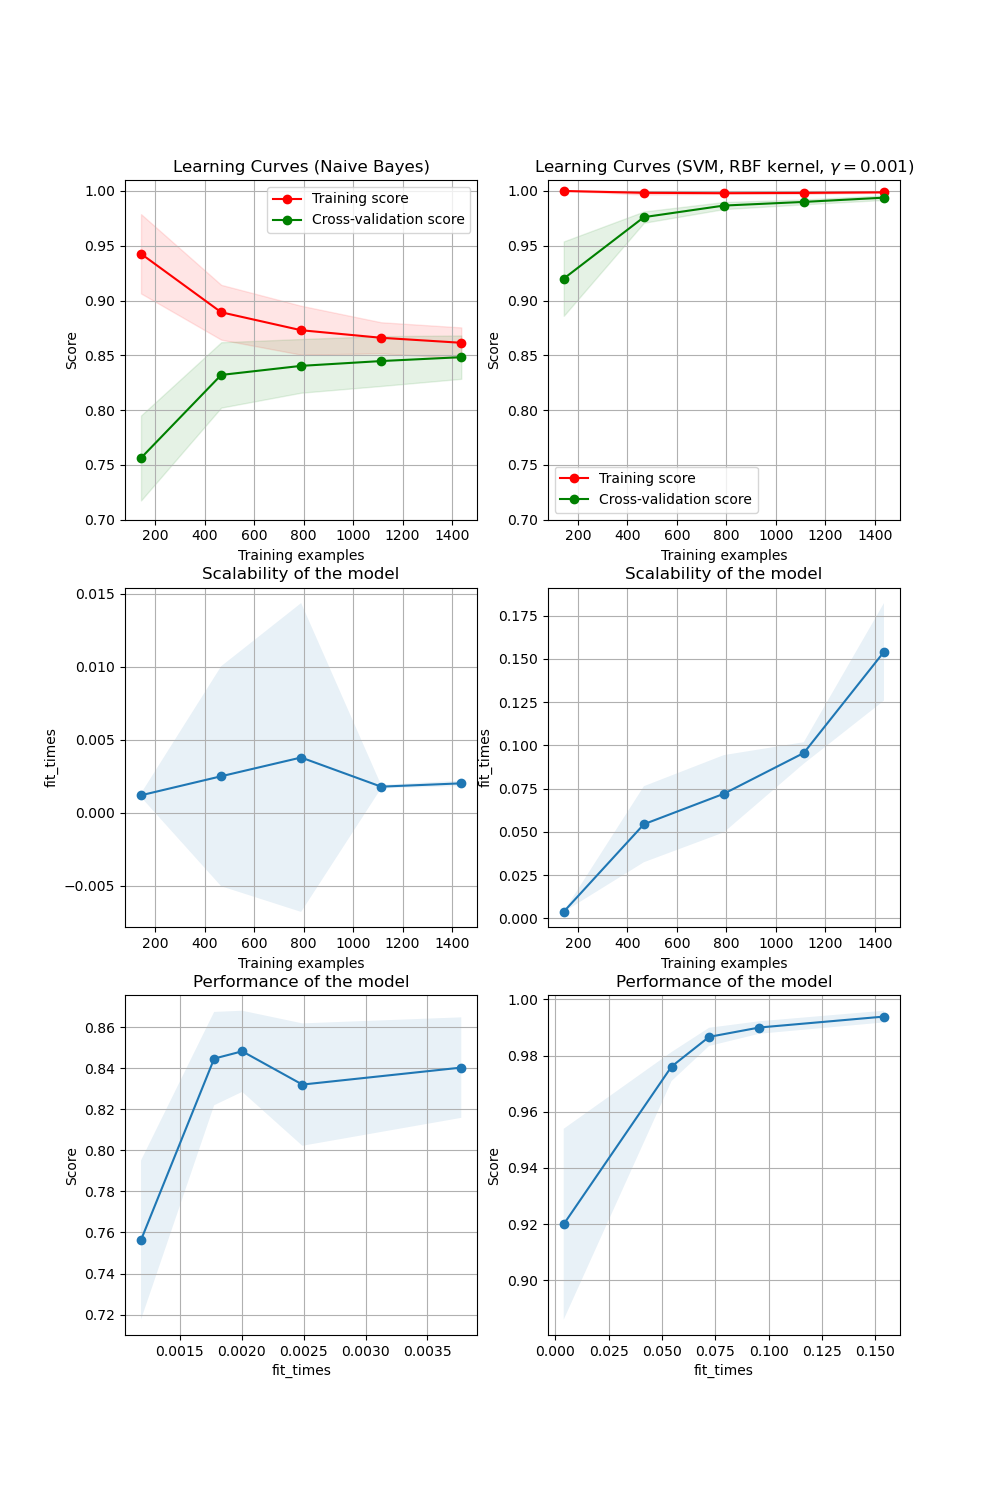 Learning Curves (Naive Bayes)
Learning Curves (SVM, RBF kernel, γ = 0.001)
1.00
0.95
0.90
0.85
0.80
0.75
0.70
Score
Training score
Cross-validation score
200 400 600 800 1000 1200 1400
Training examples
1.00
0.95
0.90
0.85
0.80
0.75
0.70
Score
Training score
Cross-validation score
200 400 600 800 1000 1200 1400
Training examples
Scalability of the model
0.015
0.010
0.005
0.000
−0.005
fit_times
200 400 600 800 1000 1200 1400
Training examples
Scalability of the model
0.175
0.150
0.125
0.100
0.075
0.050
0.025
0.000
fit_times
200 400 600 800 1000 1200 1400
Training examples
Performance of the model
0.86
0.84
0.82
0.80
0.78
0.76
0.74
0.72
Score
0.0015 0.0020 0.0025 0.0030 0.0035
fit_times
Performance of the model
1.00
0.98
0.96
0.94
0.92
0.90
Score
0.000 0.025 0.050 0.075 0.100 0.125 0.150
fit_times